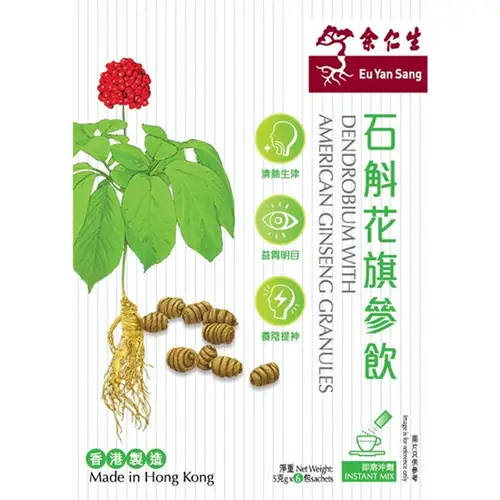 余仁生
Eu Yan Sang
石斛花旗參飲
DENDROBIUM WITH
AMERICAN GINSENG GRANULES
清熱生津
益胃明目
養陰提神
香港製造
Made in Hong Kong
淨重 Net Weight:
5克g x 6包sachets
即溶沖劑
INSTANT MIX
圖片只供參考
Image is for reference only